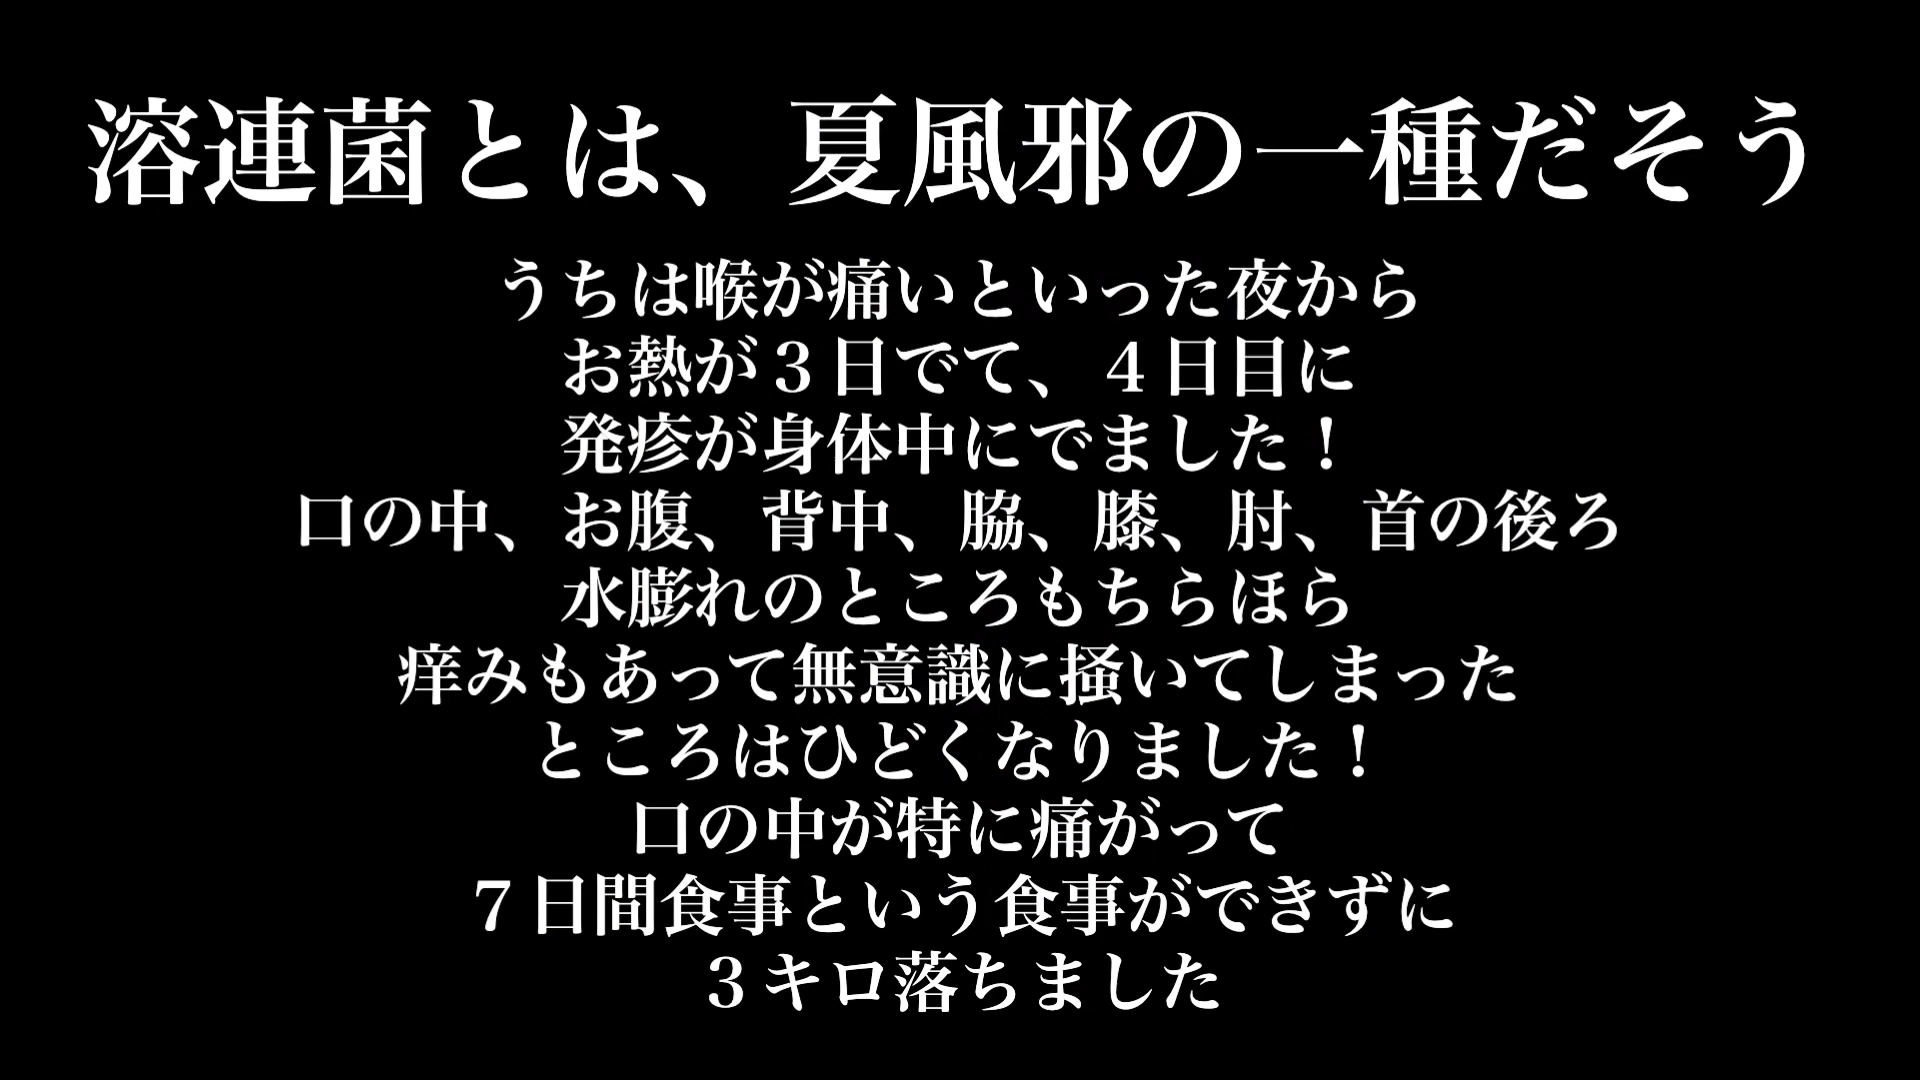 溶連菌とは、夏風邪の一種だそう
うちは喉が痛いといった夜から
お熱が３日でて、４日目に
発疹が身体中にでました！
口の中、お腹、背中、脇、膝、肘、首の後ろ
水膨れのところもちらほら
痒みもあって無意識に掻いてしまった
ところはひどくなりました！
口の中が特に痛がって
７日間食事という食事ができずに
３キロ落ちました